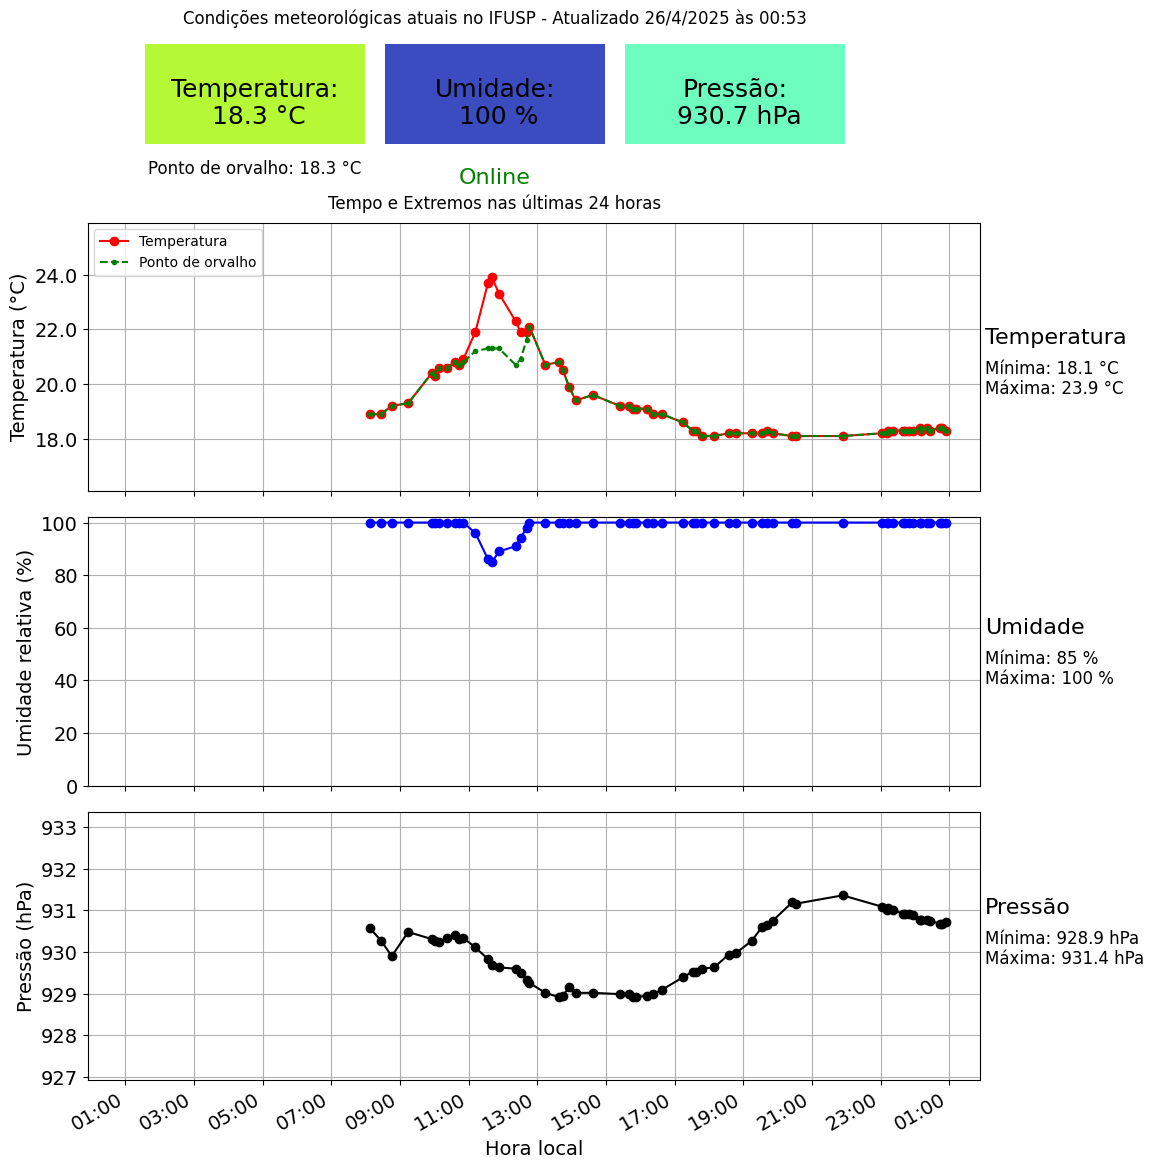 Condições meteorológicas atuais no IFUSP - Atualizado 26/4/2025 às 00:53
Temperatura:
18.3 °C
Umidade:
100 %
Pressão:
930.7 hPa
Ponto de orvalho: 18.3 °C
Online
Tempo e Extremos nas últimas 24 horas
Temperatura (°C)
24.0
22.0
20.0
18.0
Temperatura
Ponto de orvalho
Temperatura
Mínima: 18.1 °C
Máxima: 23.9 °C
Umidade relativa (%)
100
80
60
40
20
0
Umidade
Mínima: 85 %
Máxima: 100 %
Pressão (hPa)
933
932
931
930
929
928
927
Pressão
Mínima: 928.9 hPa
Máxima: 931.4 hPa
01:00
03:00
05:00
07:00
09:00
11:00
13:00
15:00
17:00
19:00
21:00
23:00
01:00
Hora local